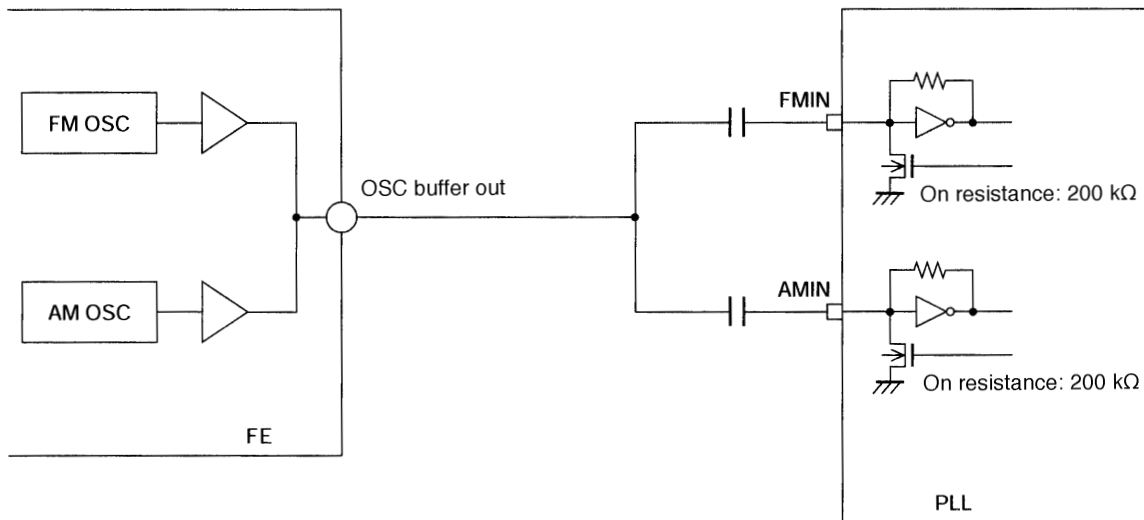 FMIN
FM OSC
OSC buffer out
On resistance: 200 kΩ
AMIN
AM OSC
On resistance: 200 kΩ
FE
PLL